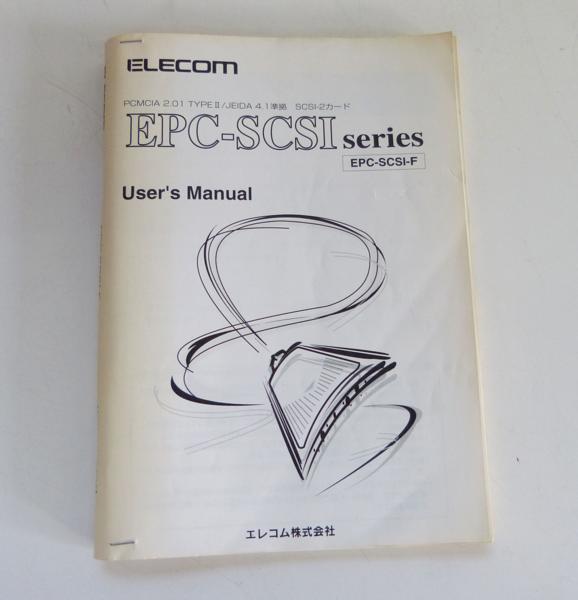 ELECOM
PCMCIA 2.01 TYPEⅡ/JEIDA 4.1準拠 SCSI-2カード
EPC-SCSI series
EPC-SCSI-F
User's Manual
エレコム株式会社